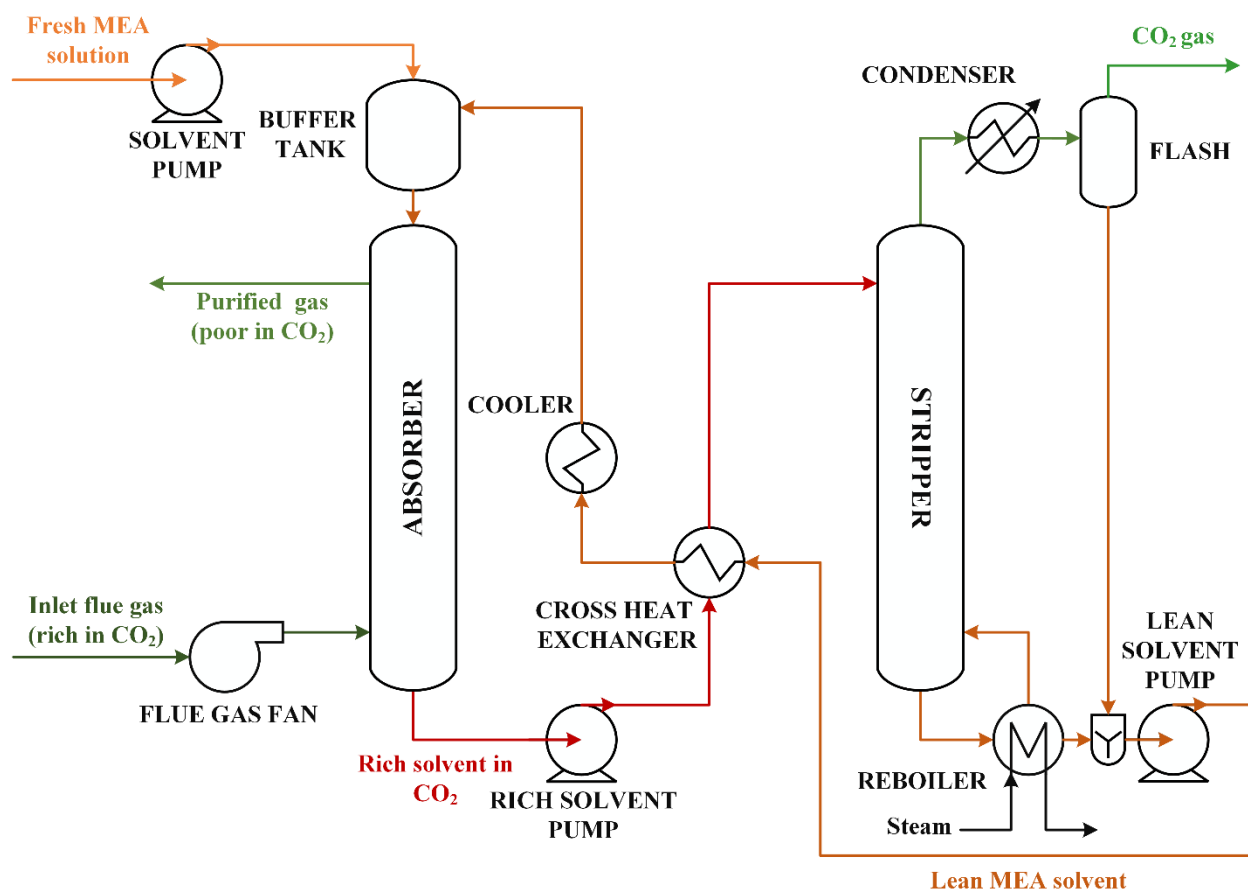 Fresh MEA
solution
SOLVENT
PUMP
BUFFER
TANK
CONDENSER
CO₂ gas
FLASH
Purified gas
(poor in CO₂)
ABSORBER
COOLER
STRIPPER
Inlet flue gas
(rich in CO₂)
FLUE GAS FAN
CROSS HEAT
EXCHANGER
LEAN
SOLVENT
PUMP
Rich solvent in
CO₂
RICH SOLVENT
PUMP
REBOILER
Steam
Lean MEA solvent